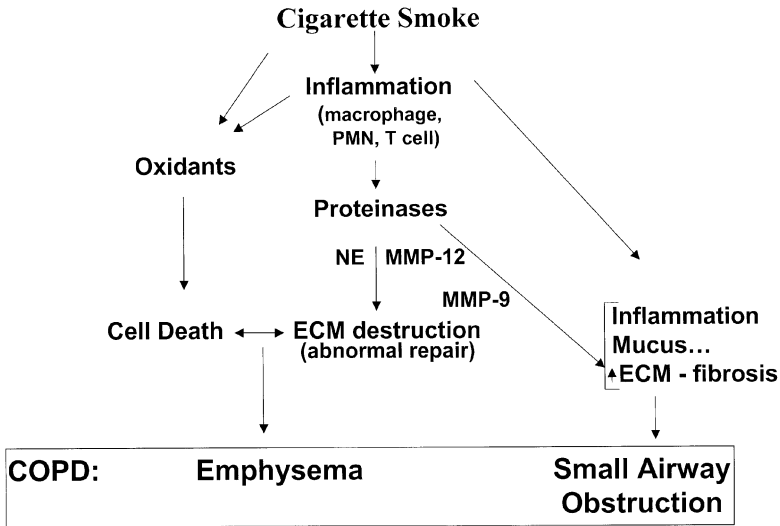 Cigarette Smoke
Inflammation
(macrophage,
PMN, T cell)
Oxidants
Proteinases
NE MMP-12
MMP-9
Cell Death
ECM destruction
(abnormal repair)
Inflammation
Mucus...
ECM - fibrosis
COPD: Emphysema
Small Airway
Obstruction